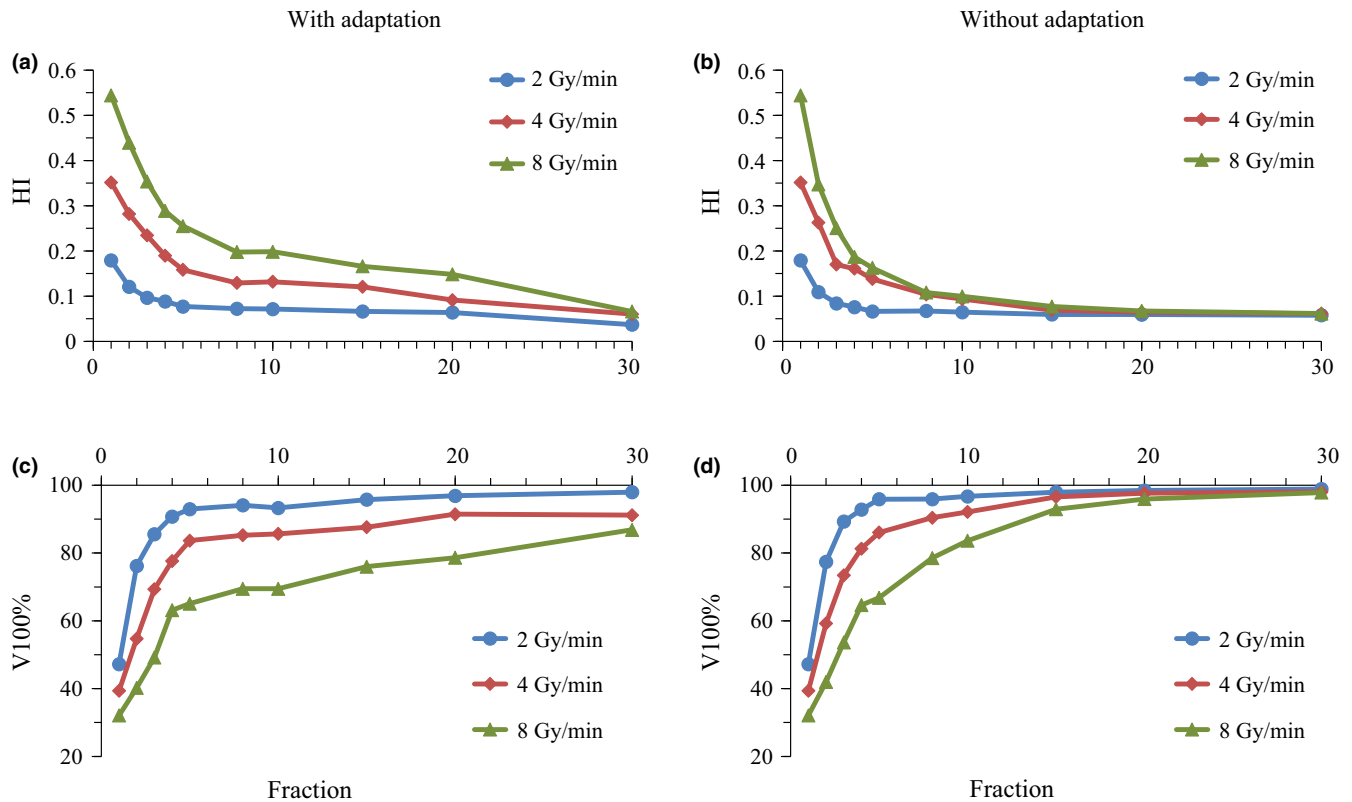 With adaptation
Without adaptation
(a)
HI
0.6
0.5
0.4
0.3
0.2
0.1
0
0
10
20
30
2 Gy/min
4 Gy/min
8 Gy/min
(b)
HI
0.6
0.5
0.4
0.3
0.2
0.1
0
0
10
20
30
2 Gy/min
4 Gy/min
8 Gy/min
(c)
V100%
0
10
20
30
100
80
60
40
20
2 Gy/min
4 Gy/min
8 Gy/min
Fraction
(d)
V100%
0
10
20
30
100
80
60
40
20
2 Gy/min
4 Gy/min
8 Gy/min
Fraction